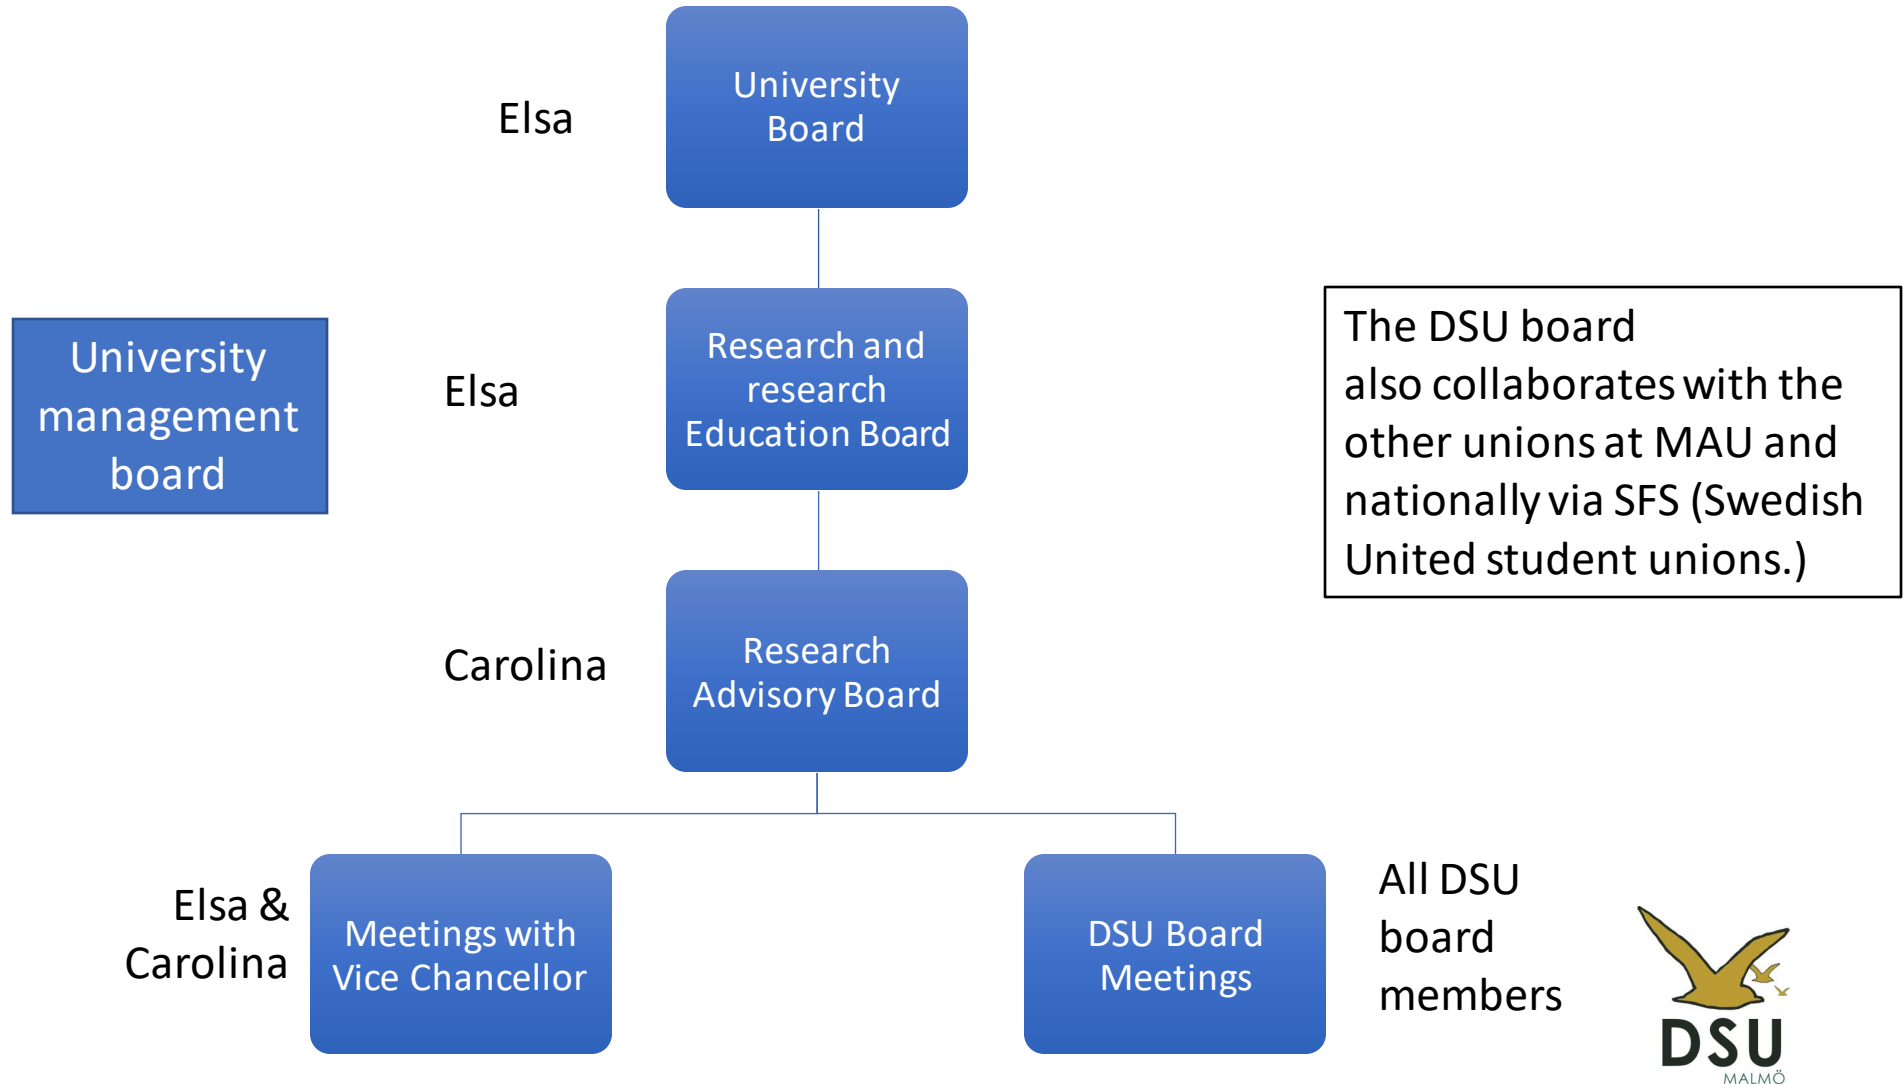 Elsa
University
Board
University
management
board
Elsa
Research and
research
Education Board
The DSU board
also collaborates with the
other unions at MAU and
nationally via SFS (Swedish
United student unions.)
Carolina
Research
Advisory Board
Elsa &
Carolina
Meetings with
Vice Chancellor
DSU Board
Meetings
All DSU
board
members
DSU
MALMÖ